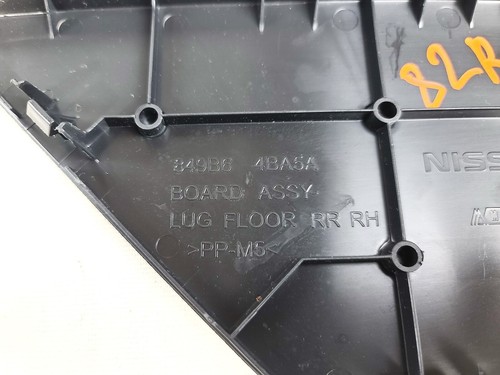 82R
849B6 4BA5A
NISS
BOARD ASSY
LUG FLOOR RR RH
>PP-M5<